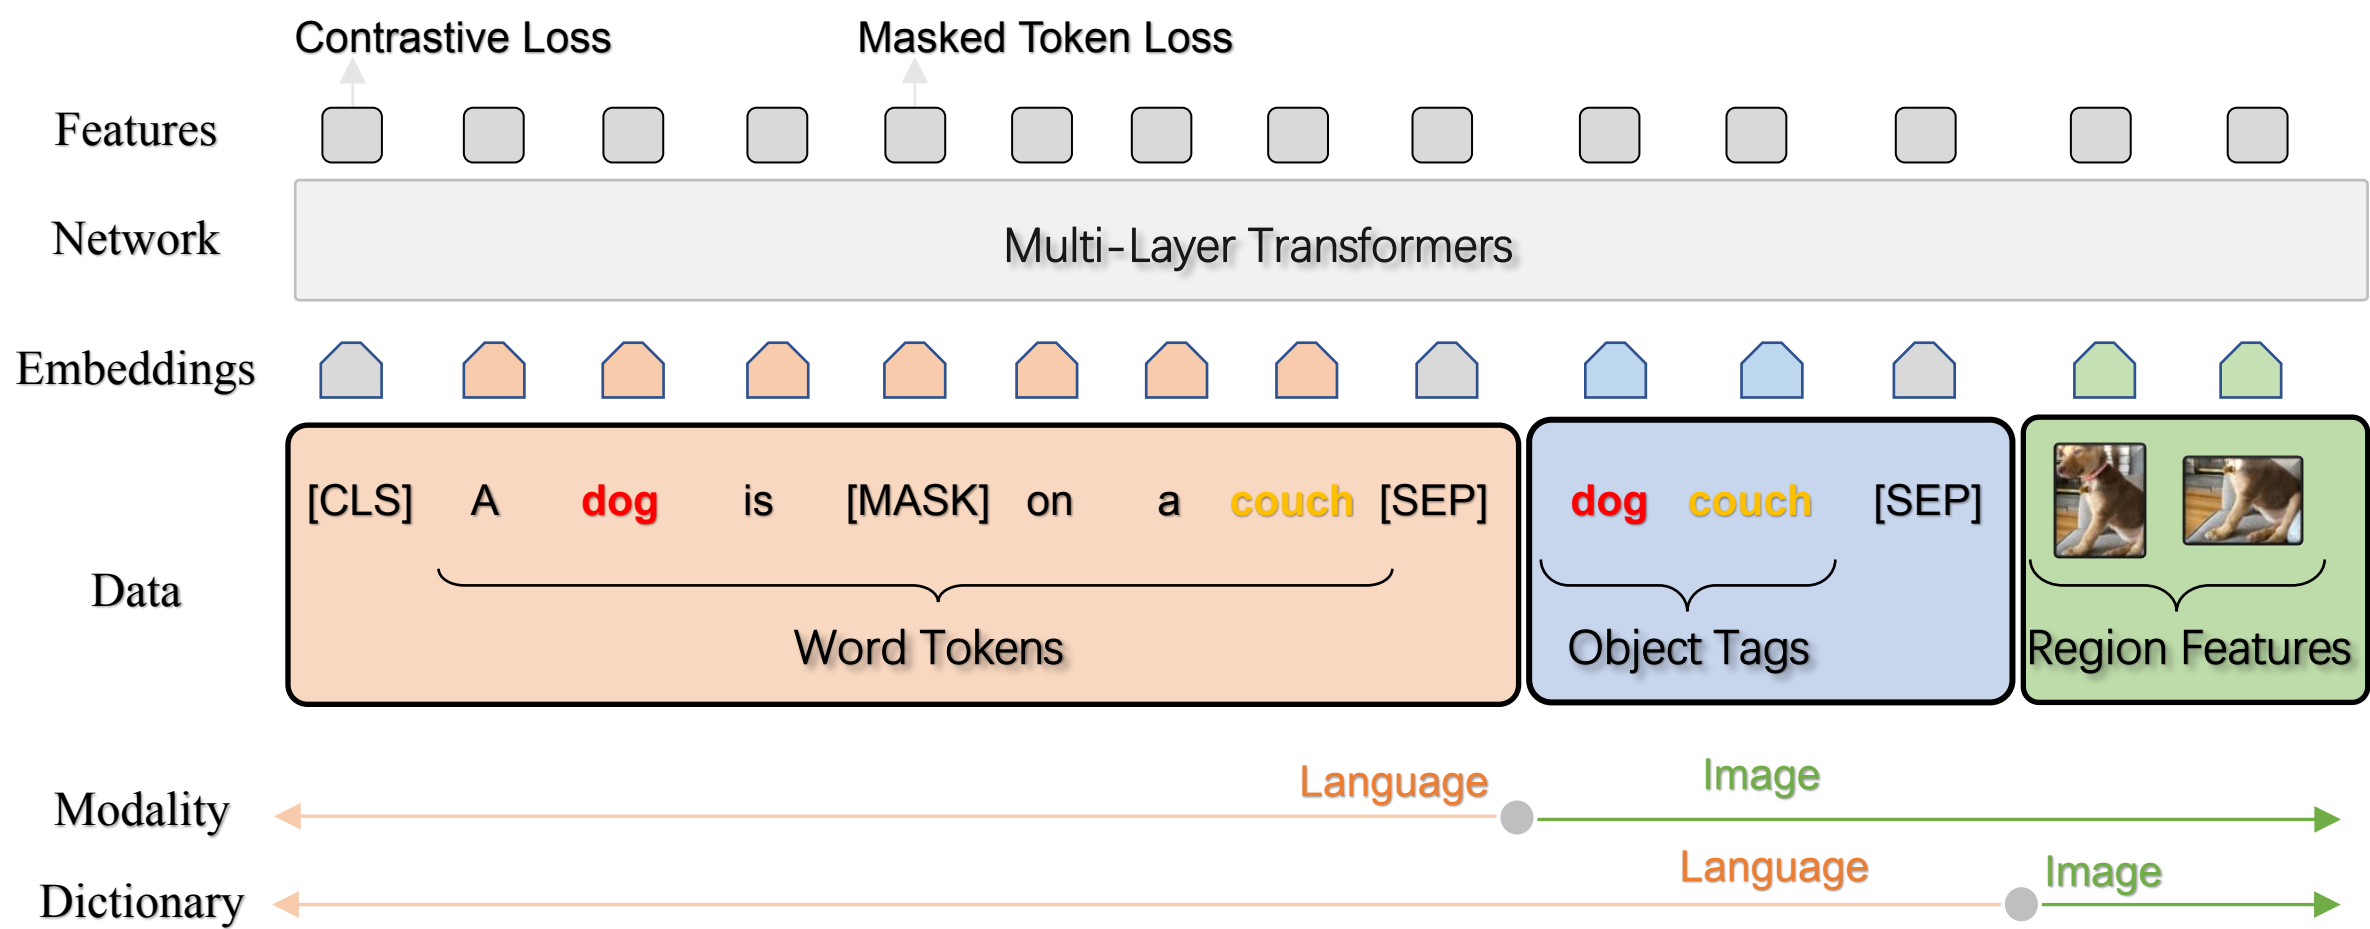 Contrastive Loss Masked Token Loss
Features
Network Multi-Layer Transformers
Embeddings
[CLS] A dog is [MASK] on a couch [SEP] dog couch [SEP]
Data
Word Tokens Object Tags Region Features
Modality Language Image
Dictionary Language Image